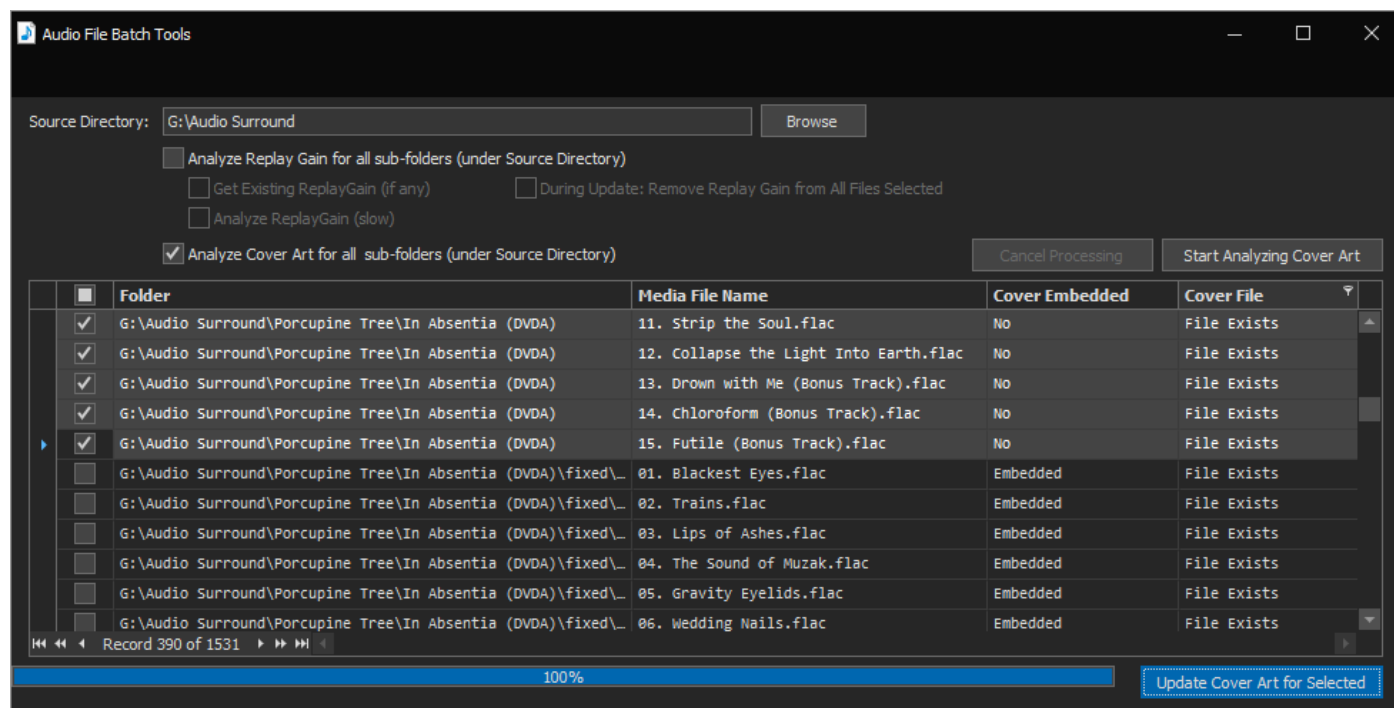 Audio File Batch Tools
Source Directory: G:\Audio Surround Browse
Analyze Replay Gain for all sub-folders (under Source Directory)
Get Existing ReplayGain (if any) During Update: Remove Replay Gain from All Files Selected
Analyze ReplayGain (slow)
Analyze Cover Art for all sub-folders (under Source Directory) Cancel Processing Start Analyzing Cover Art
Folder Media File Name Cover Embedded Cover File
G:\Audio Surround\Porcupine Tree\In Absentia (DVDA) 11. Strip the Soul.flac No File Exists
G:\Audio Surround\Porcupine Tree\In Absentia (DVDA) 12. Collapse the Light Into Earth.flac No File Exists
G:\Audio Surround\Porcupine Tree\In Absentia (DVDA) 13. Drown with Me (Bonus Track).flac No File Exists
G:\Audio Surround\Porcupine Tree\In Absentia (DVDA) 14. Chloroform (Bonus Track).flac No File Exists
G:\Audio Surround\Porcupine Tree\In Absentia (DVDA) 15. Futile (Bonus Track).flac No File Exists
G:\Audio Surround\Porcupine Tree\In Absentia (DVDA)\fixed\… 01. Blackest Eyes.flac Embedded File Exists
G:\Audio Surround\Porcupine Tree\In Absentia (DVDA)\fixed\… 02. Trains.flac Embedded File Exists
G:\Audio Surround\Porcupine Tree\In Absentia (DVDA)\fixed\… 03. Lips of Ashes.flac Embedded File Exists
G:\Audio Surround\Porcupine Tree\In Absentia (DVDA)\fixed\… 04. The Sound of Muzak.flac Embedded File Exists
G:\Audio Surround\Porcupine Tree\In Absentia (DVDA)\fixed\… 05. Gravity Eyelids.flac Embedded File Exists
G:\Audio Surround\Porcupine Tree\In Absentia (DVDA)\fixed\… 06. Wedding Nails.flac Embedded File Exists
Record 390 of 1531
100% Update Cover Art for Selected